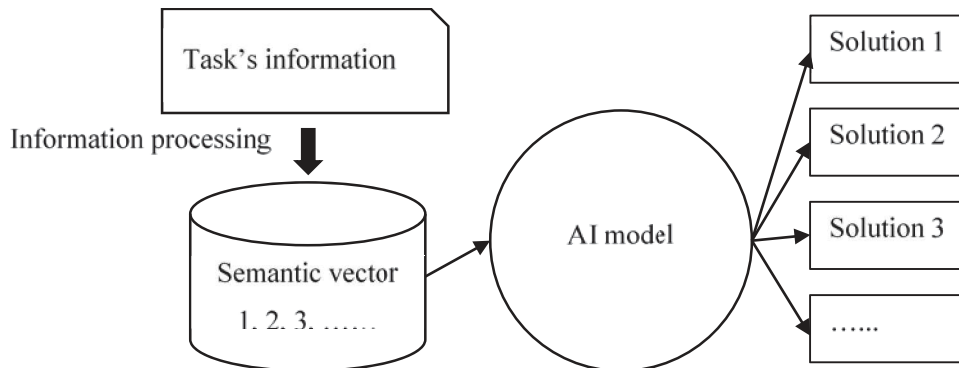 Task's information
Information processing
Semantic vector
1, 2, 3, ……
AI model
Solution 1
Solution 2
Solution 3
…...